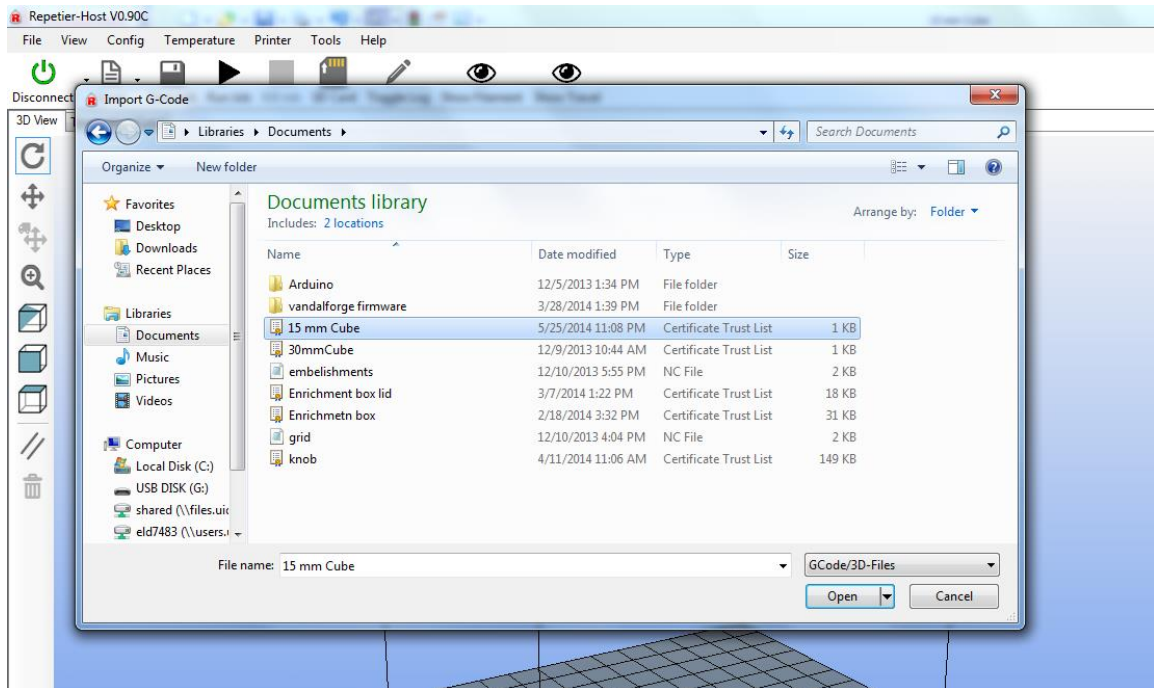 Repetier-Host V0.90C
File View Config Temperature Printer Tools Help
Disconnect
Import G-Code
3D View
Libraries Documents
Search Documents
Organize New folder
Favorites
Desktop
Downloads
Recent Places
Libraries
Documents
Music
Pictures
Videos
Computer
Local Disk (C:)
USB DISK (G:)
shared (\\files.uid
eld7483 (\\users.u
Documents library
Includes: 2 locations
Arrange by: Folder
Name Date modified Type Size
Arduino 12/5/2013 1:34 PM File folder
vandalforge firmware 3/28/2014 1:39 PM File folder
15 mm Cube 5/25/2014 11:08 PM Certificate Trust List 1 KB
30mmCube 12/9/2013 10:44 AM Certificate Trust List 1 KB
embelishments 12/10/2013 5:55 PM NC File 2 KB
Enrichment box lid 3/7/2014 1:22 PM Certificate Trust List 18 KB
Enrichmetn box 2/18/2014 3:32 PM Certificate Trust List 31 KB
grid 12/10/2013 4:04 PM NC File 2 KB
knob 4/11/2014 11:06 AM Certificate Trust List 149 KB
File name: 15 mm Cube GCode/3D-Files
Open Cancel